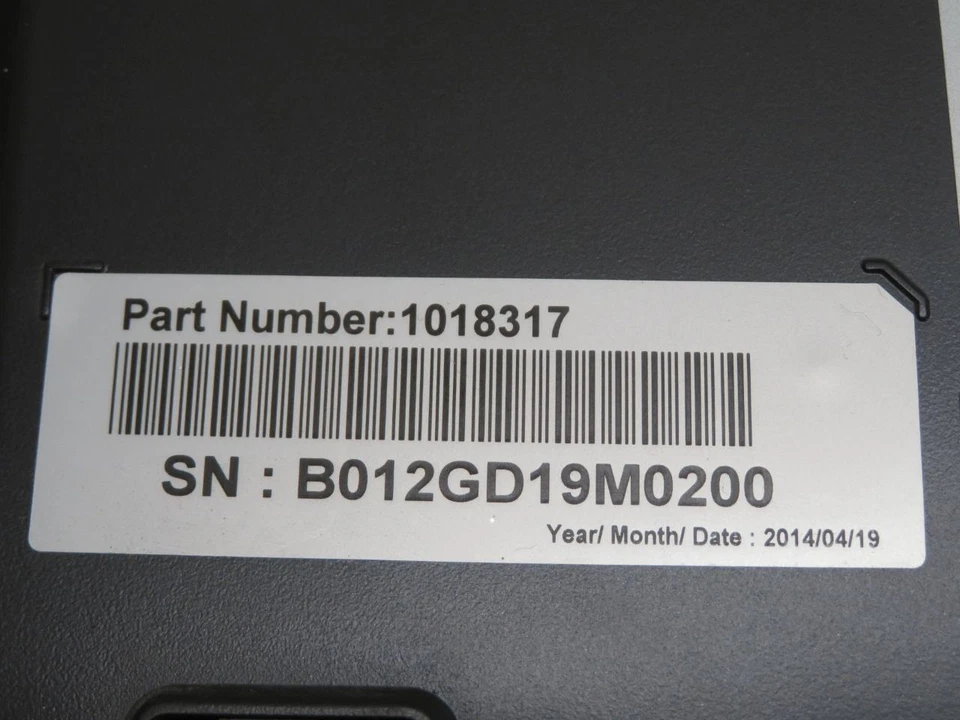 Part Number:1018317
SN : B012GD19M0200
Year/ Month/ Date : 2014/04/19